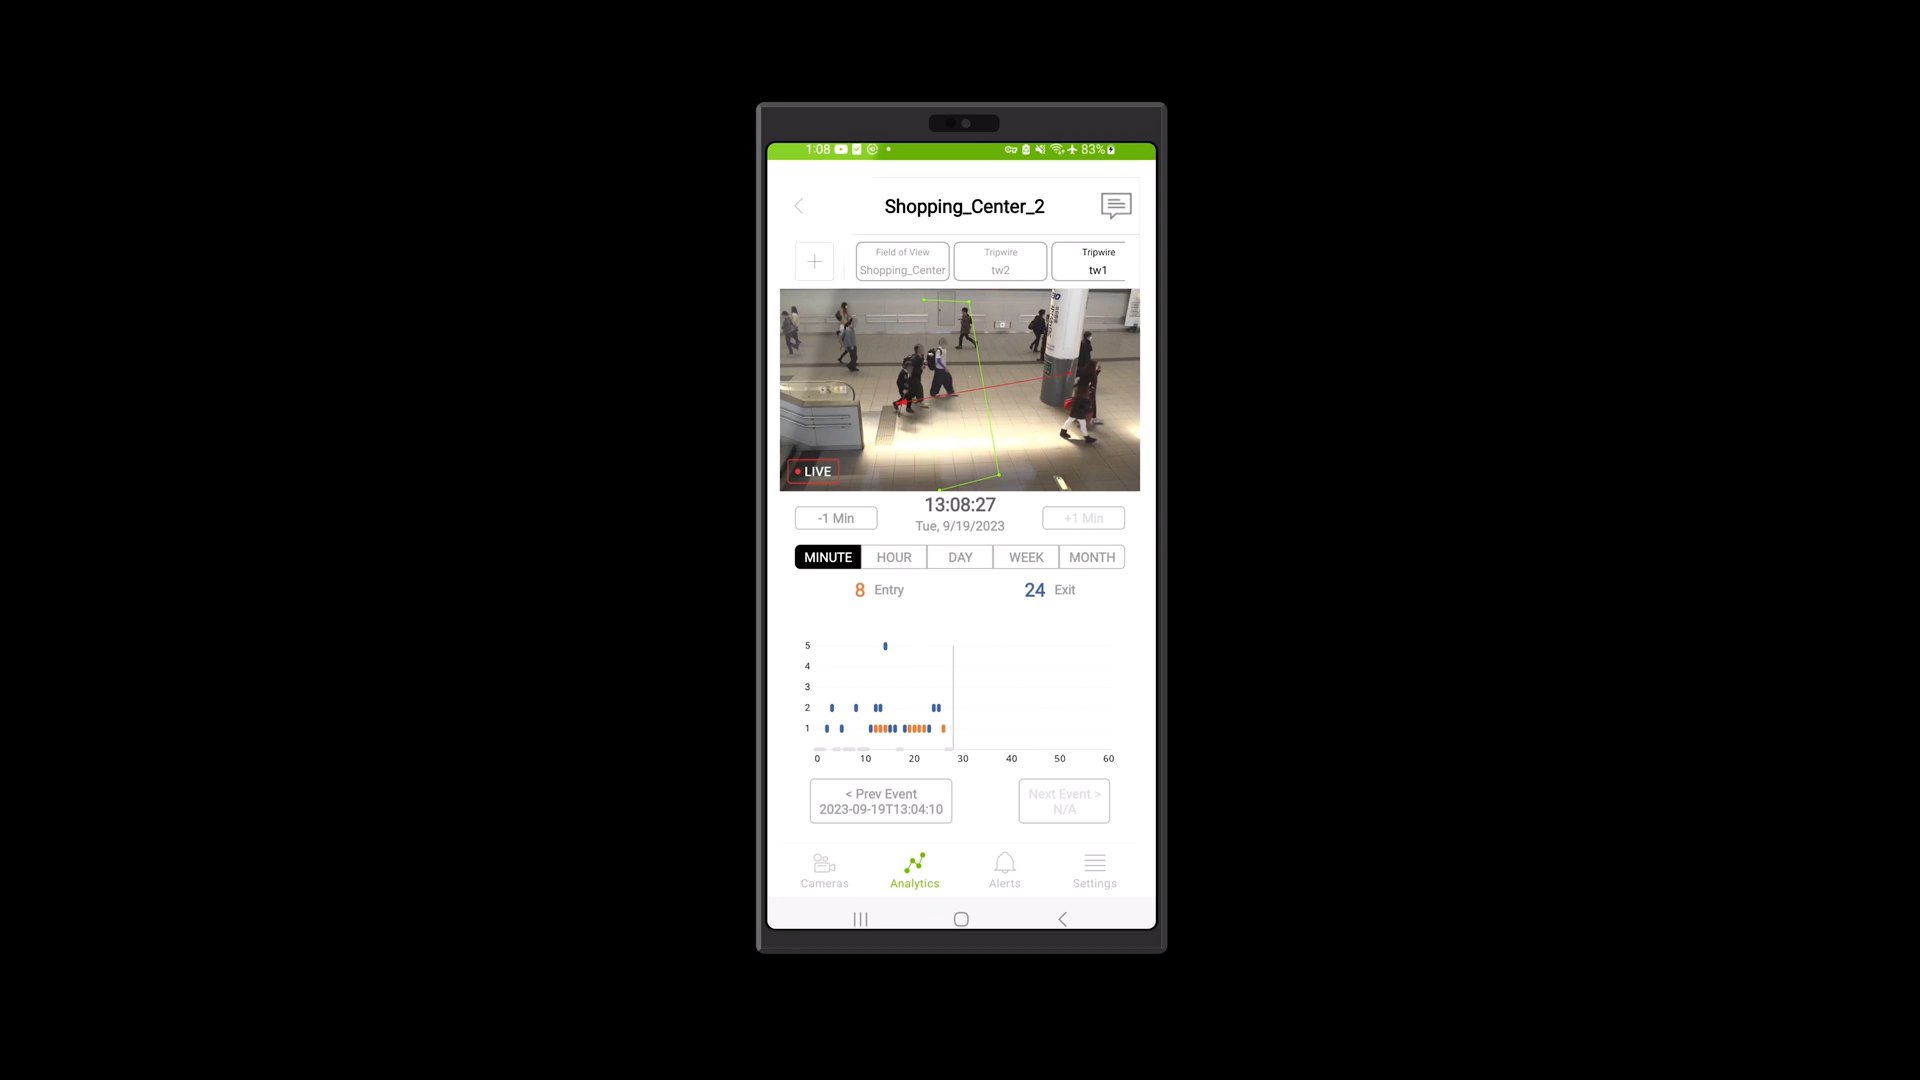 1:08 83%
Shopping_Center_2
Field of View Tripwire Tripwire
Shopping_Center tw2 tw1
LIVE
13:08:27
-1 Min +1 Min
Tue, 9/19/2023
MINUTE HOUR DAY WEEK MONTH
8 Entry 24 Exit
5
4
3
2
1
0 10 20 30 40 50 60
< Prev Event Next Event >
2023-09-19T13:04:10 N/A
Cameras Analytics Alerts Settings